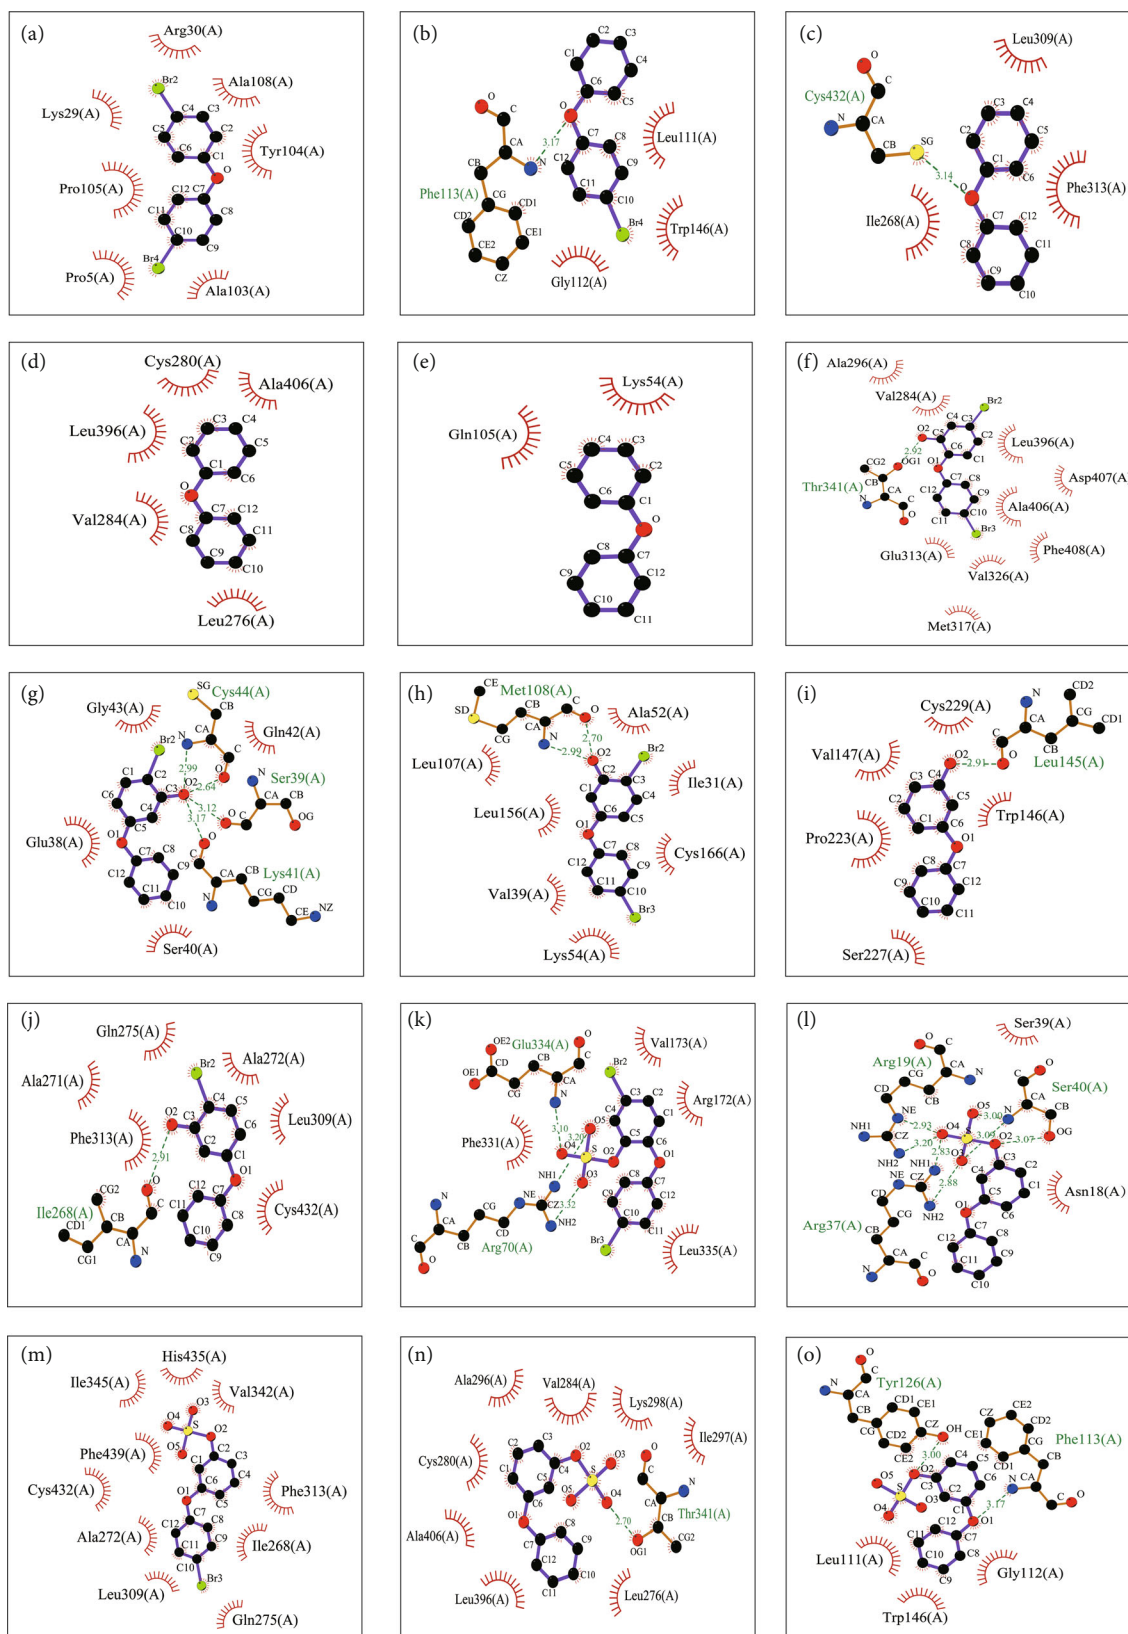 (a)
Arg30(A)
Br2
Ala108(A)
Lys29(A)
C4
C3
C5
C2
C6
C1
Tyr104(A)
O
Pro105(A)
C12
C7
C11
C8
C10
C9
Br4
Pro5(A)
Ala103(A)
(b)
C2
C3
C1
C4
C6
C5
O
C
O
3.17
CA
N
C7
C8
Leu111(A)
C12
C9
CB
Phe113(A)
CG
C11
C10
CD2
CD1
Br4
Trp146(A)
CE2
CE1
CZ
Gly112(A)
(c)
Leu309(A)
O
C
Cys432(A)
N
CA
CB
SG
3.14
C3
C4
C2
C5
C1
C6
Phe313(A)
O
Ile268(A)
C7
C12
C8
C11
C9
C10
(d)
Cys280(A)
Ala406(A)
Leu396(A)
C3
C4
C2
C5
C1
C6
O
Val284(A)
C7
C12
C8
C11
C9
C10
Leu276(A)
(e)
Lys54(A)
Gln105(A)
C4
C3
C5
C2
C6
C1
O
C8
C7
C9
C12
C10
C11
(f)
Ala296(A)
Val284(A)
Br2
C4
C3
O2
C5
C2
2.92
C6
C1
Leu396(A)
CG2
OG1
O1
Thr341(A)
CB
CA
C7
C8
Asp407(A)
N
C
C12
C9
O
C11
C10
Ala406(A)
Br3
Glu313(A)
Phe408(A)
Val326(A)
Met317(A)
(g)
SG
Cys44(A)
CB
Gly43(A)
Br2
N
CA
Gln42(A)
C
C1
C2
2.99
O
Ser39(A)
N
O2
2.64
C6
C3
CA
CB
C4
3.12
C5
3.17
O
C
OG
O1
O
Glu38(A)
C7
C8
C
Lys41(A)
C12
C9
CA
CB
C11
C10
N
CG
CD
CE
NZ
Ser40(A)
(h)
CE
Met108(A)
SD
CB
C
O
Ala52(A)
CG
CA
N
2.70
2.99
O2
Br2
Leu107(A)
C2
C3
Ile31(A)
C1
C4
Leu156(A)
C6
C5
O1
C7
C8
Cys166(A)
C12
C9
C11
C10
Val39(A)
Br3
Lys54(A)
(i)
Cys229(A)
N
CD2
CA
CG
C
CD1
CB
Val147(A)
O2
2.91
O
Leu145(A)
C3
C4
C2
C5
Trp146(A)
C1
C6
Pro223(A)
O1
C8
C7
C9
C12
C10
C11
Ser227(A)
(j)
Gln275(A)
Br2
Ala272(A)
Ala271(A)
C4
C5
O2
C3
C6
Leu309(A)
Phe313(A)
C2
C1
2.91
O1
O
CG2
C12
C7
Ile268(A)
C
C11
C8
Cys432(A)
CD1
CB
C10
C9
CG1
CA
N
(k)
OE2
Glu334(A)
O
Val173(A)
CD
CB
C
Br2
OE1
CG
CA
N
C3
C2
Arg172(A)
O5
C4
C1
3.10
3.20
Phe331(A)
O4
C5
C6
S
O2
O1
O3
NH1
C8
C7
NE
CZ
C9
C12
3.32
CA
CG
NH2
C10
C11
C
CB
CD
Arg70(A)
Br3
Leu335(A)
O
(l)
Ser39(A)
O
C
Arg19(A)
CA
CG
N
C
O
Ser40(A)
CD
CB
O5
CA
NE
3.00
N
CB
NH1
2.93
O4
S
OG
CZ
3.20
3.09
O2
3.07
NH2
2.83
O3
C3
NH1
C2
NE
CZ
2.88
C4
C1
Asn18(A)
CD
NH2
C5
C6
O1
CG
Arg37(A)
CB
C7
C8
CA
C
C12
C9
N
O
C11
C10
(m)
His435(A)
Ile345(A)
Val342(A)
O3
O4
S
O2
O5
C2
Phe439(A)
C1
C3
C6
C4
Cys432(A)
O1
C5
Phe313(A)
C7
C8
Ala272(A)
C12
C9
Ile268(A)
C11
C10
Leu309(A)
Br3
Gln275(A)
(n)
Ala296(A)
Val284(A)
Lys298(A)
Ile297(A)
C3
O2
O3
O
C2
C4
S
Cys280(A)
C1
C5
C
O5
O4
N
C6
CA
O1
Thr341(A)
C8
2.70
CB
Ala406(A)
C7
C9
OG1
CG2
C12
C10
C11
Leu396(A)
Leu276(A)
(o)
O
C
Tyr126(A)
N
CA
CD1
CE1
CB
CZ
OH
CZ
CE2
CG
CD2
CD2
CE2
3.00
CE1
CG
Phe113(A)
C4
C5
CD1
O2
CB
O5
C3
C6
N
S
CA
O4
O3
C2
C1
3.17
C
O
O1
C12
C11
C7
Leu111(A)
C10
C8
Gly112(A)
C9
Trp146(A)